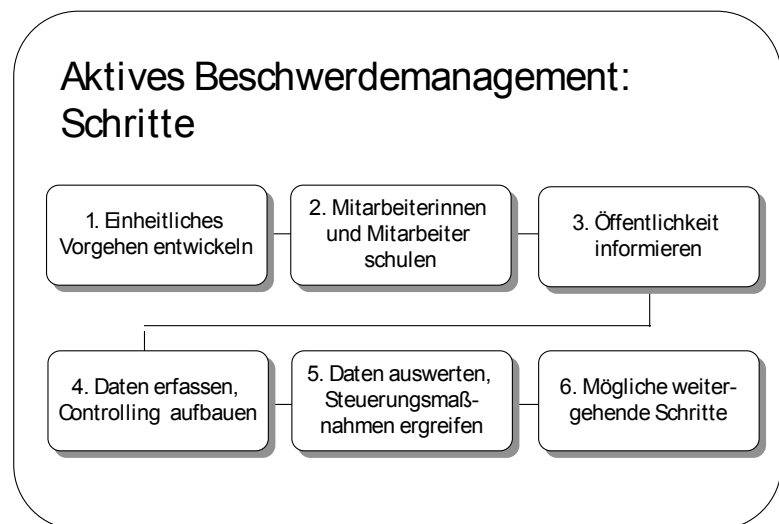 Aktives Beschwerdemanagement:
Schritte
1. Einheitliches
Vorgehen entwickeln
2. Mitarbeiterinnen
und Mitarbeiter
schulen
3. Öffentlichkeit
informieren
4. Daten erfassen,
Controlling aufbauen
5. Daten auswerten,
Steuerungsmaß-
nahmen ergreifen
6. Mögliche weiter-
gehende Schritte